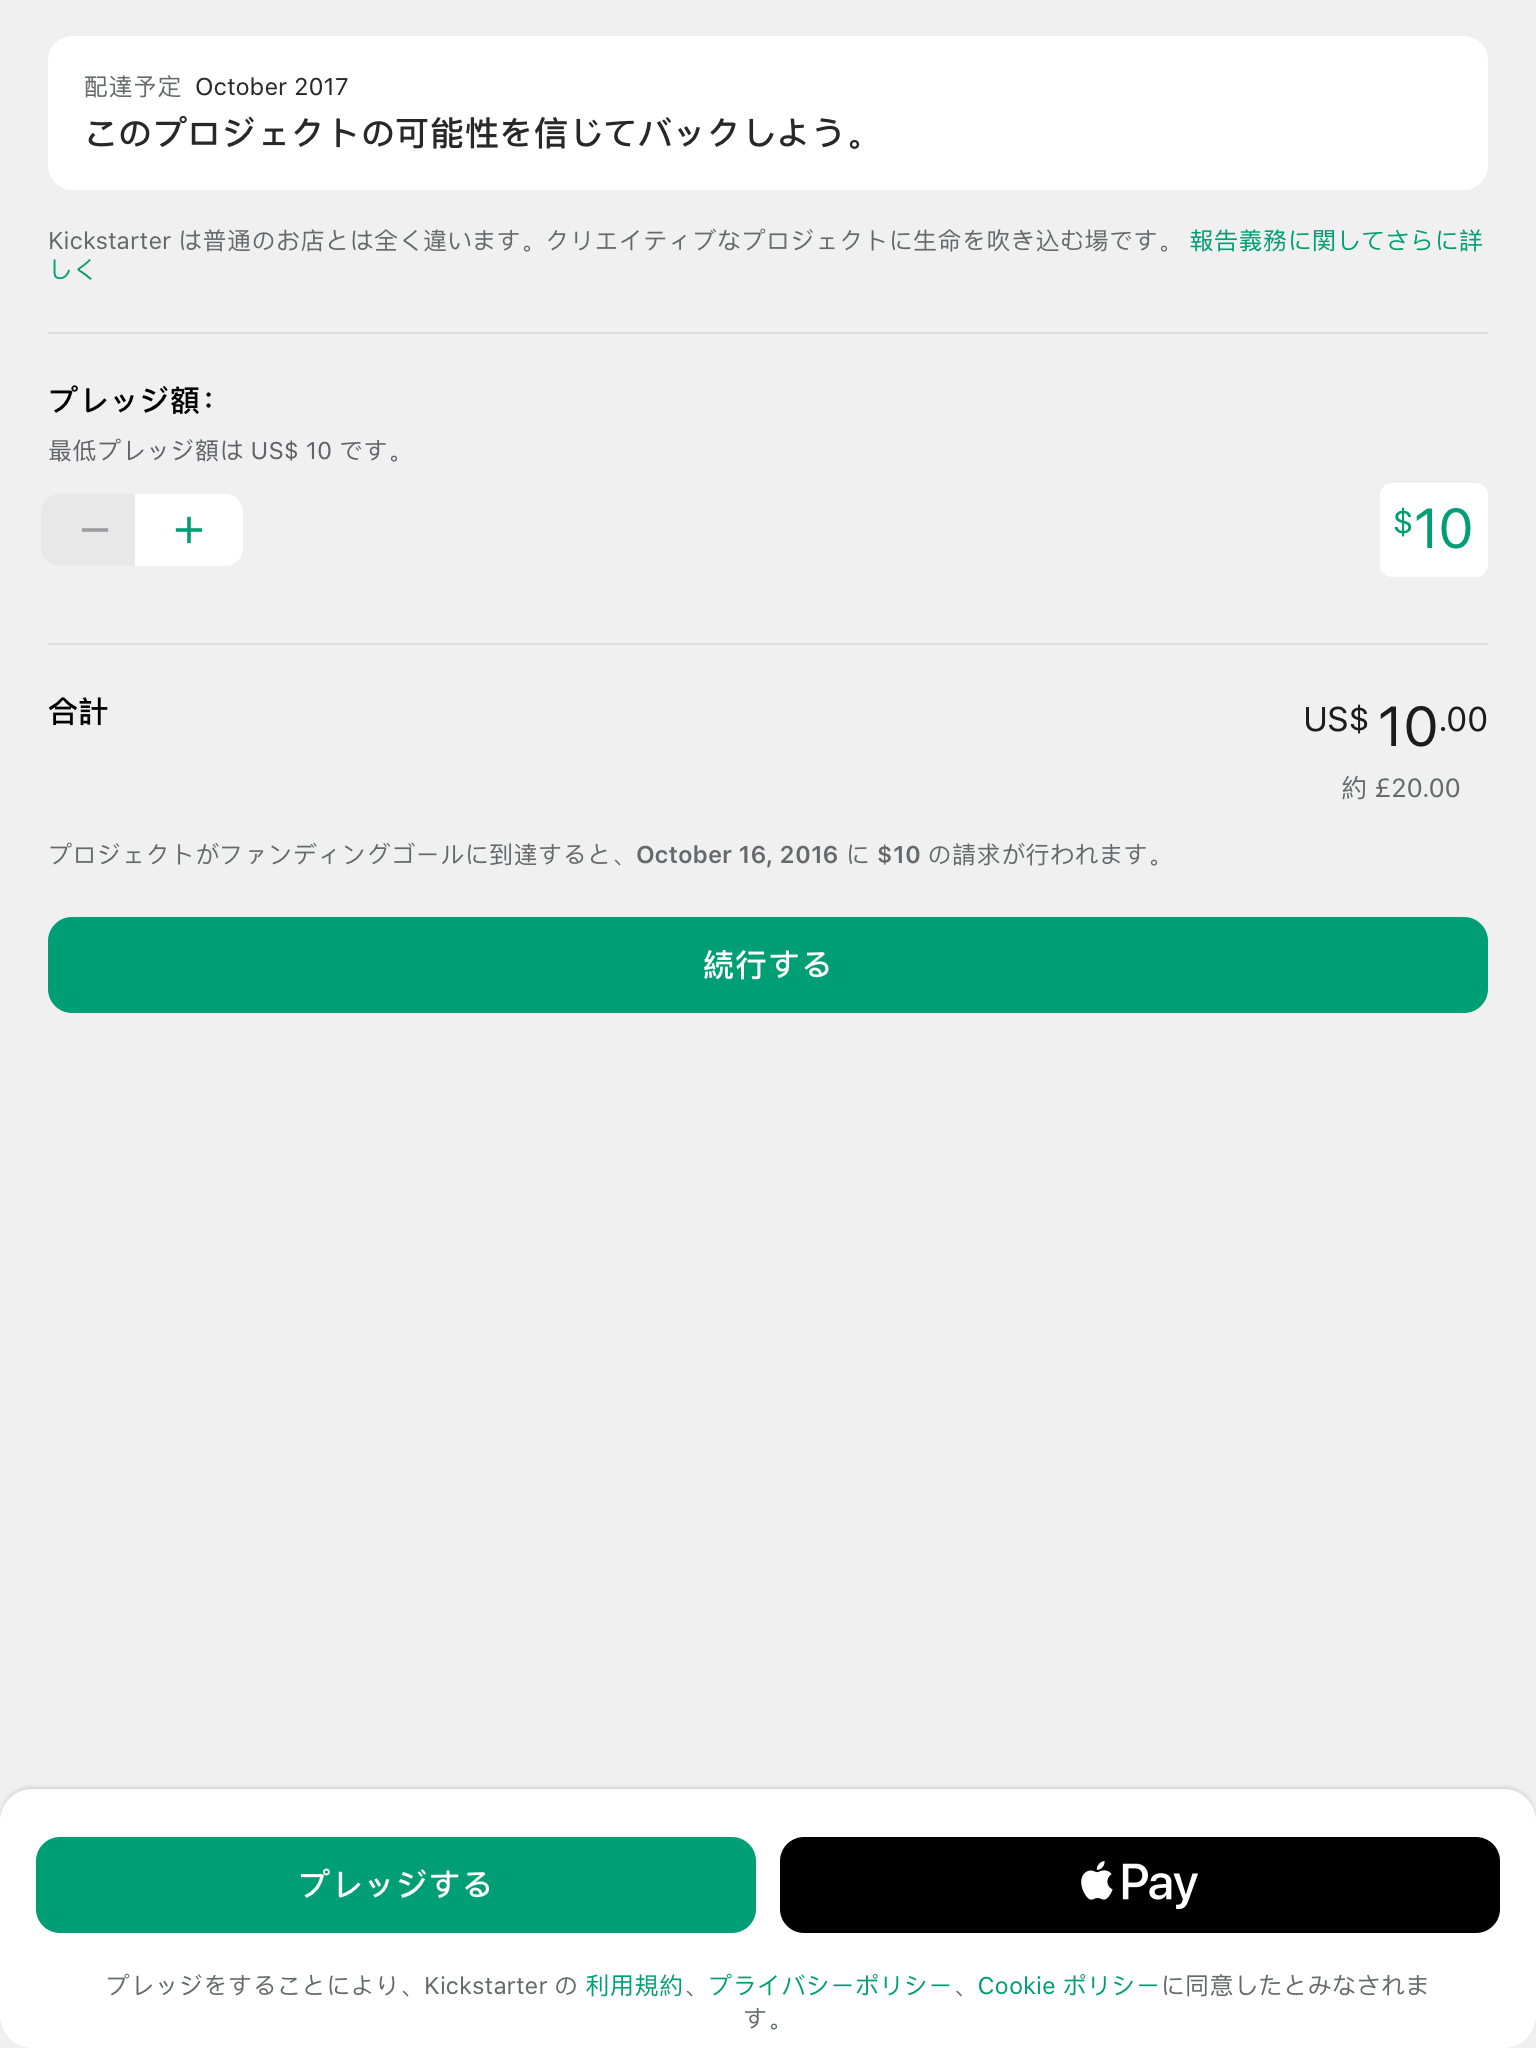 配達予定 October 2017
このプロジェクトの可能性を信じてバックしよう。
Kickstarter は普通のお店とは全く違います。クリエイティブなプロジェクトに生命を吹き込む場です。 報告義務に関してさらに詳
しく
プレッジ額：
最低プレッジ額は US$ 10 です。
− + $10
合計 US$ 10.00
約 £20.00
プロジェクトがファンディングゴールに到達すると、October 16, 2016 に $10 の請求が行われます。
続行する
プレッジする Pay
プレッジをすることにより、Kickstarter の 利用規約、プライバシーポリシー、Cookie ポリシーに同意したとみなされま
す。